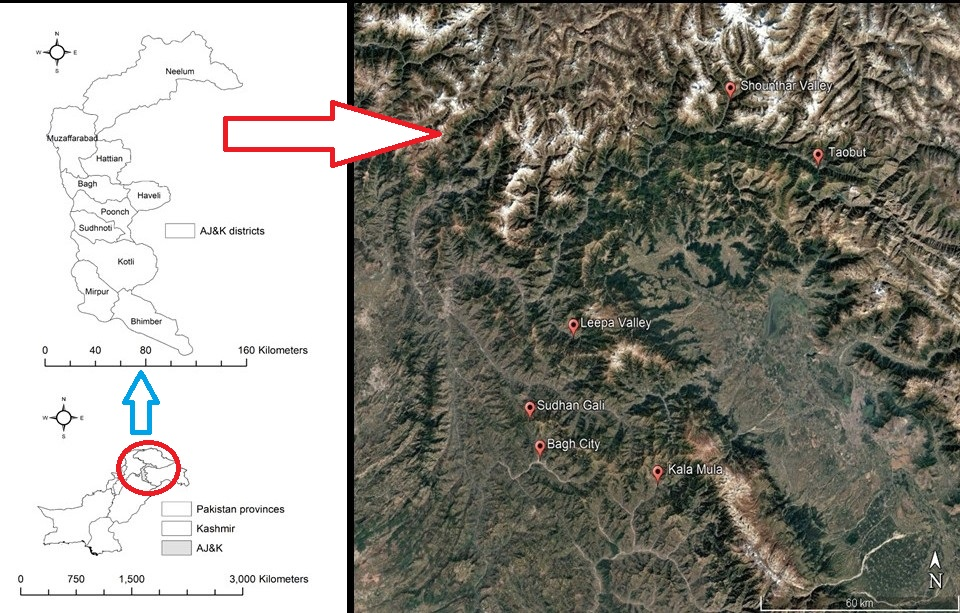 N
W E
S
Neelum
Muzaffarabad
Hattian
Bagh
Haveli
Poonch
Sudhnoti
AJ&K districts
Kotli
Mirpur
Bhimber
0 40 80 160 Kilometers
N
W E
S
Pakistan provinces
Kashmir
AJ&K
0 750 1,500 3,000 Kilometers
Shounthar Valley
Taobut
Leepa Valley
Sudhan Gali
Bagh City
Kala Mula
N
60 km